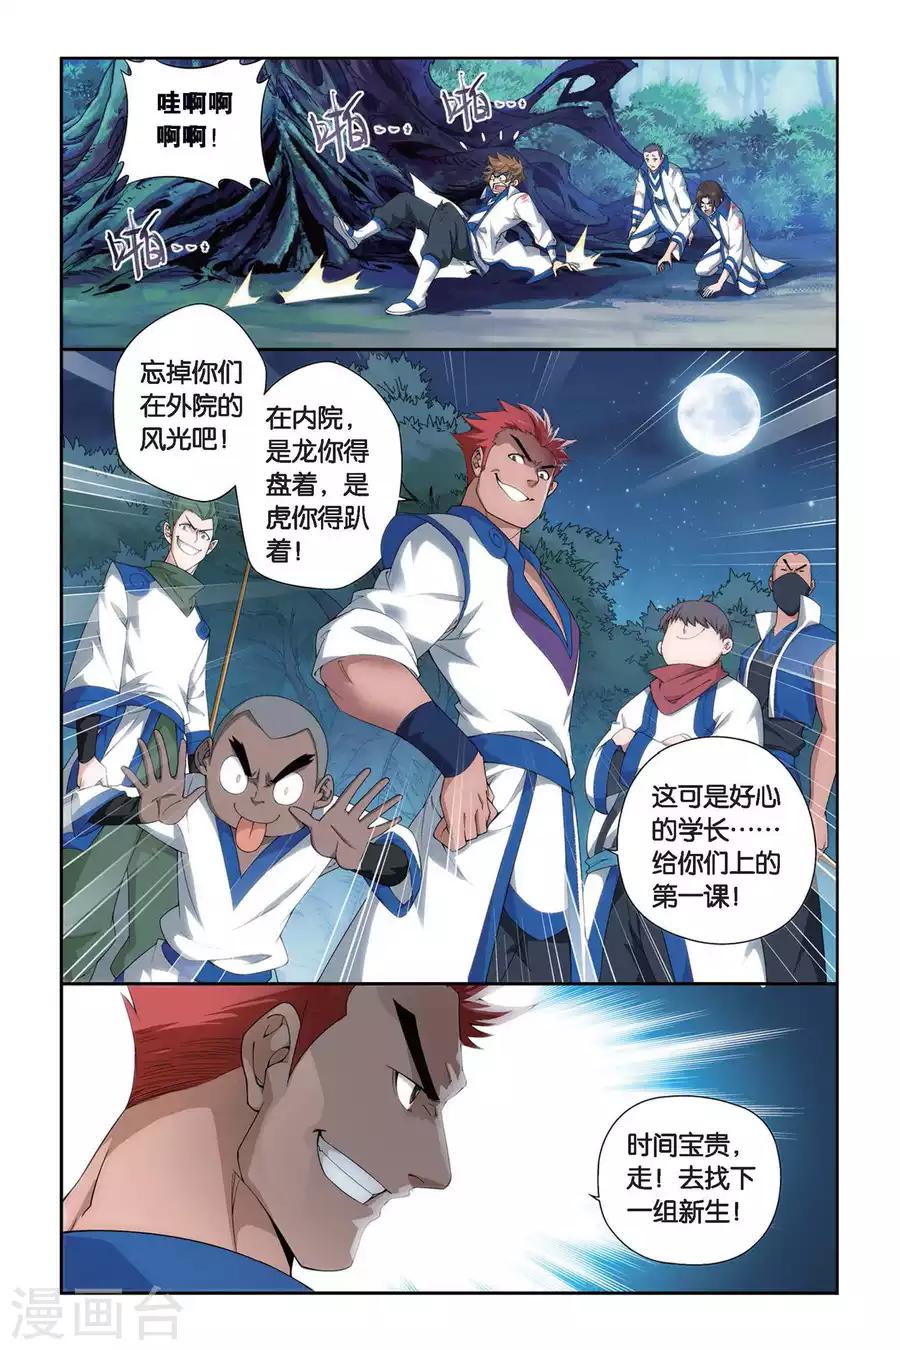 哇啊啊
啊啊！
啪···
啪···
啪···
忘掉你们
在外院的
风光吧！
在内院，
是龙你得
盘着，是
虎你得趴
着！
这可是好心
的学长……
给你们上的
第一课！
时间宝贵，
走！去找下
一组新生！
漫画台